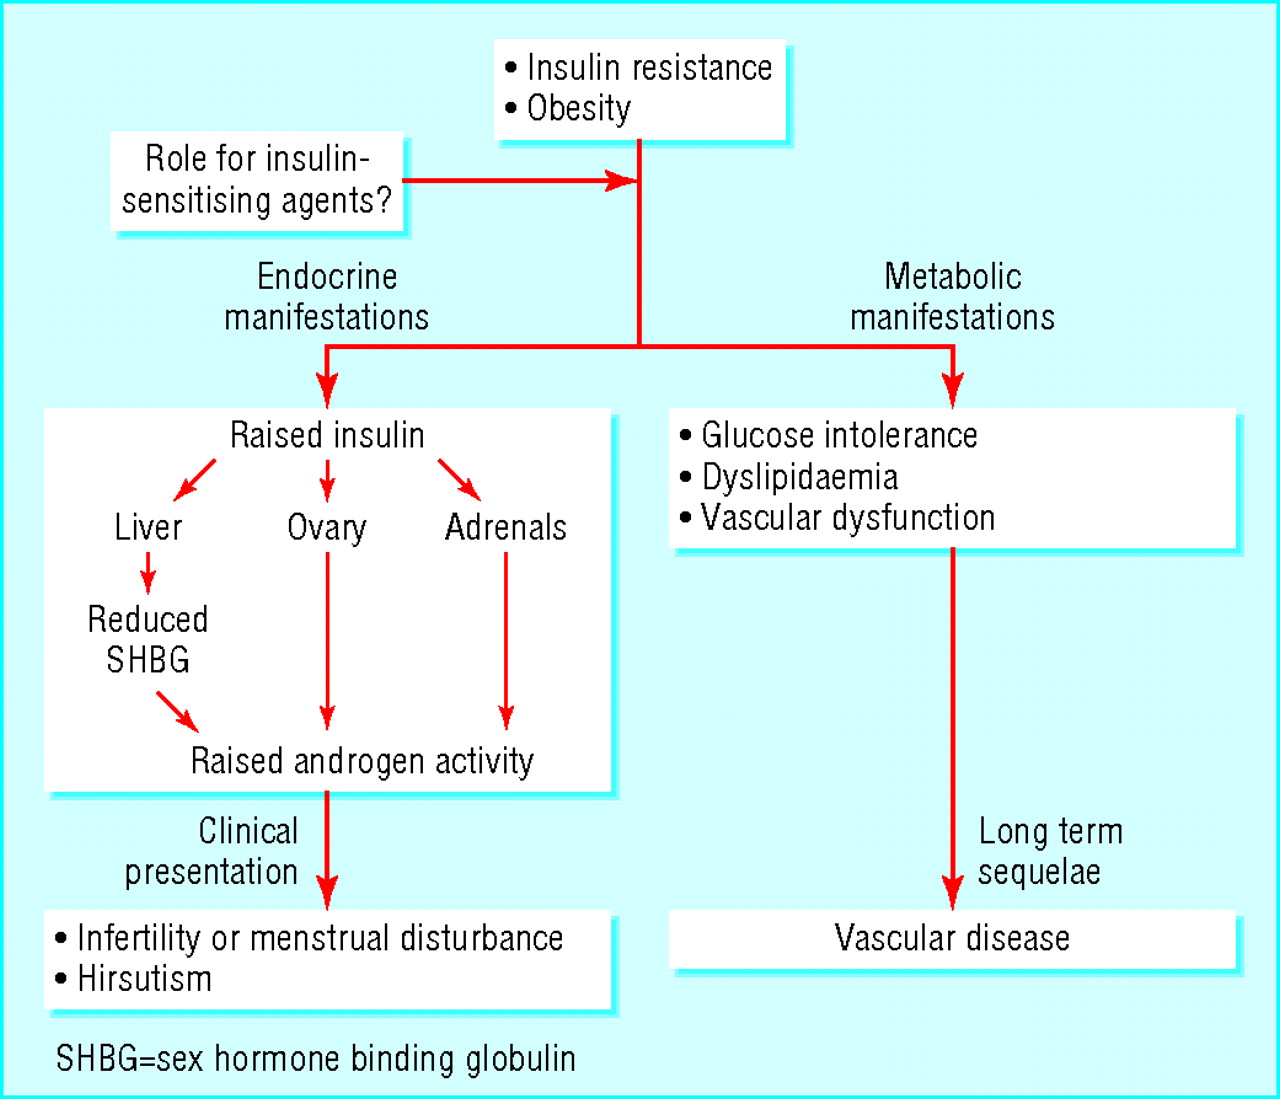 • Insulin resistance
• Obesity
Role for insulin-
sensitising agents?
Endocrine
manifestations
Metabolic
manifestations
Raised insulin
Liver
Ovary
Adrenals
Reduced
SHBG
Raised androgen activity
• Glucose intolerance
• Dyslipidaemia
• Vascular dysfunction
Clinical
presentation
Long term
sequelae
• Infertility or menstrual disturbance
• Hirsutism
Vascular disease
SHBG=sex hormone binding globulin